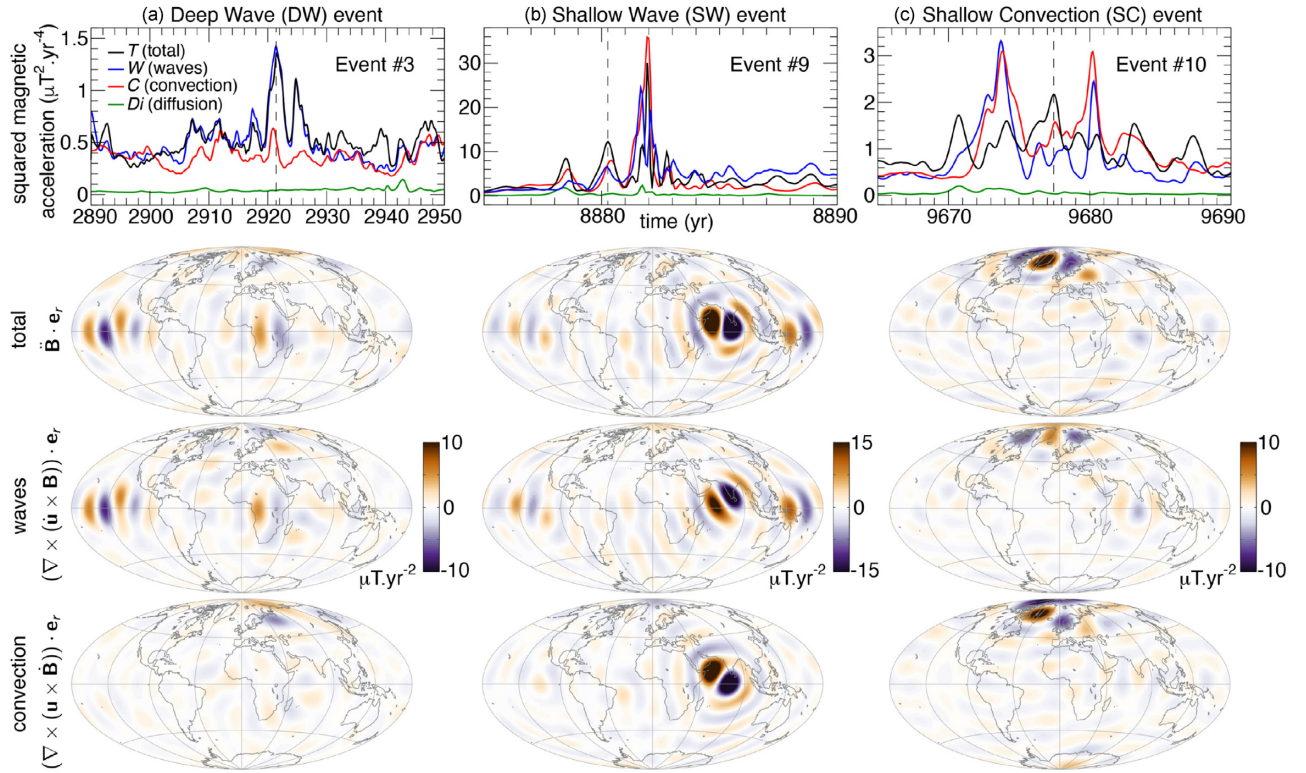 (a) Deep Wave (DW) event
(b) Shallow Wave (SW) event
(c) Shallow Convection (SC) event
squared magnetic
acceleration (μT².yr⁻⁴)
1.5
1
0.5
0
T (total)
W (waves)
C (convection)
Di (diffusion)
Event #3
2890 2900 2910 2920 2930 2940 2950
30
20
10
0
Event #9
8880 8890
time (yr)
3
2
1
0
Event #10
9670 9680 9690
total
B̈ · eᵣ
waves
(∇ × (u̇ × B)) · eᵣ
10
0
-10
μT.yr⁻²
15
0
-15
μT.yr⁻²
10
0
-10
μT.yr⁻²
convection
(∇ × (u × Ḃ)) · eᵣ